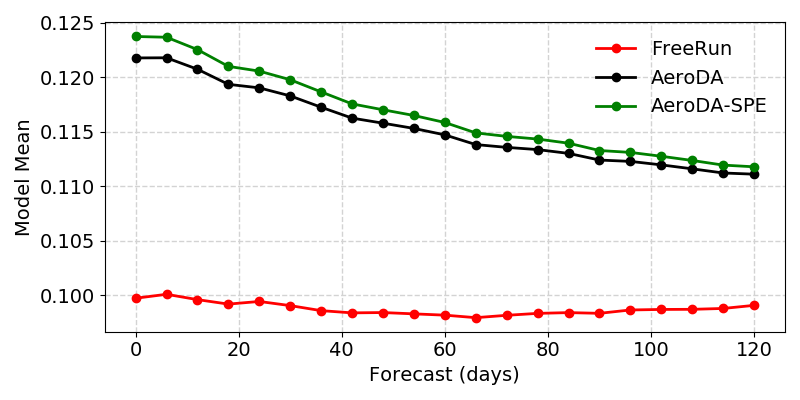 0.125
0.120
0.115
0.110
0.105
0.100
Model Mean
FreeRun
AeroDA
AeroDA-SPE
0 20 40 60 80 100 120
Forecast (days)